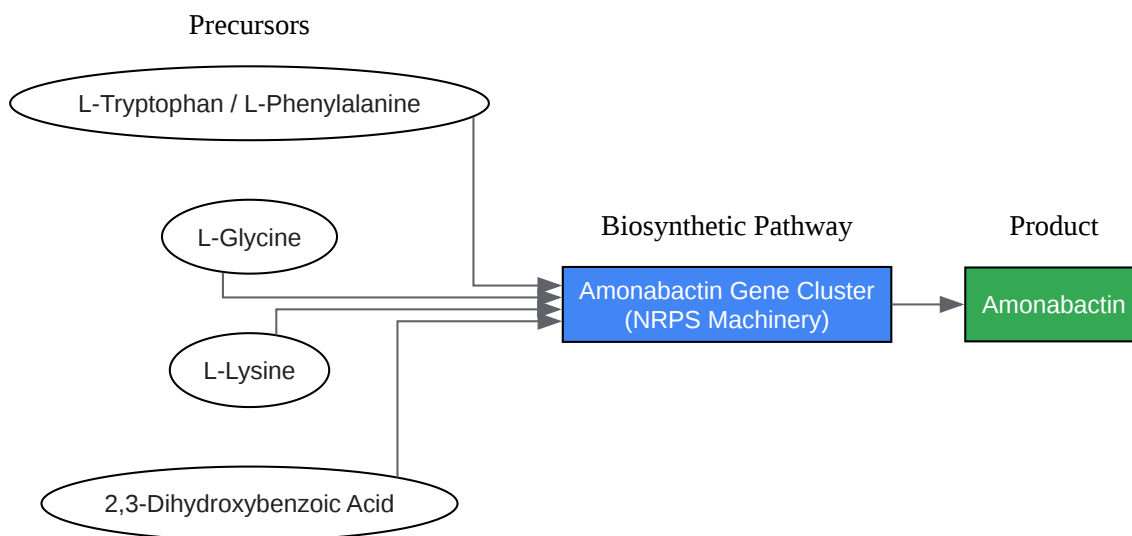 Precursors
L-Tryptophan / L-Phenylalanine
L-Glycine
L-Lysine
2,3-Dihydroxybenzoic Acid
Biosynthetic Pathway
Amonabactin Gene Cluster
(NRPS Machinery)
Product
Amonabactin